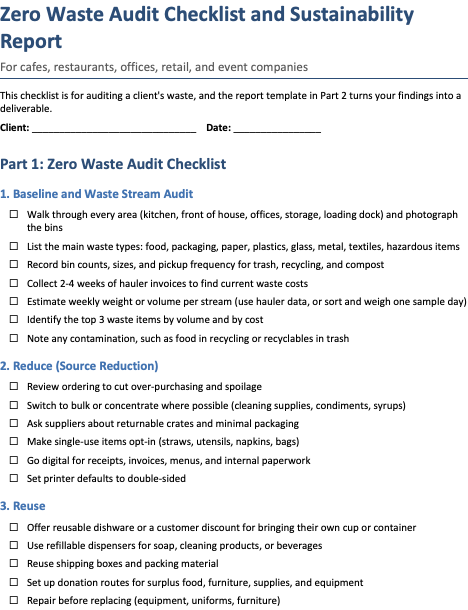 Zero Waste Audit Checklist and Sustainability
Report
For cafes, restaurants, offices, retail, and event companies
This checklist is for auditing a client's waste, and the report template in Part 2 turns your findings into a
deliverable.
Client: ______________________________ Date: ________________
Part 1: Zero Waste Audit Checklist
1. Baseline and Waste Stream Audit
☐ Walk through every area (kitchen, front of house, offices, storage, loading dock) and photograph
the bins
☐ List the main waste types: food, packaging, paper, plastics, glass, metal, textiles, hazardous items
☐ Record bin counts, sizes, and pickup frequency for trash, recycling, and compost
☐ Collect 2-4 weeks of hauler invoices to find current waste costs
☐ Estimate weekly weight or volume per stream (use hauler data, or sort and weigh one sample day)
☐ Identify the top 3 waste items by volume and by cost
☐ Note any contamination, such as food in recycling or recyclables in trash
2. Reduce (Source Reduction)
☐ Review ordering to cut over-purchasing and spoilage
☐ Switch to bulk or concentrate where possible (cleaning supplies, condiments, syrups)
☐ Ask suppliers about returnable crates and minimal packaging
☐ Make single-use items opt-in (straws, utensils, napkins, bags)
☐ Go digital for receipts, invoices, menus, and internal paperwork
☐ Set printer defaults to double-sided
3. Reuse
☐ Offer reusable dishware or a customer discount for bringing their own cup or container
☐ Use refillable dispensers for soap, cleaning products, or beverages
☐ Reuse shipping boxes and packing material
☐ Set up donation routes for surplus food, furniture, supplies, and equipment
☐ Repair before replacing (equipment, uniforms, furniture)